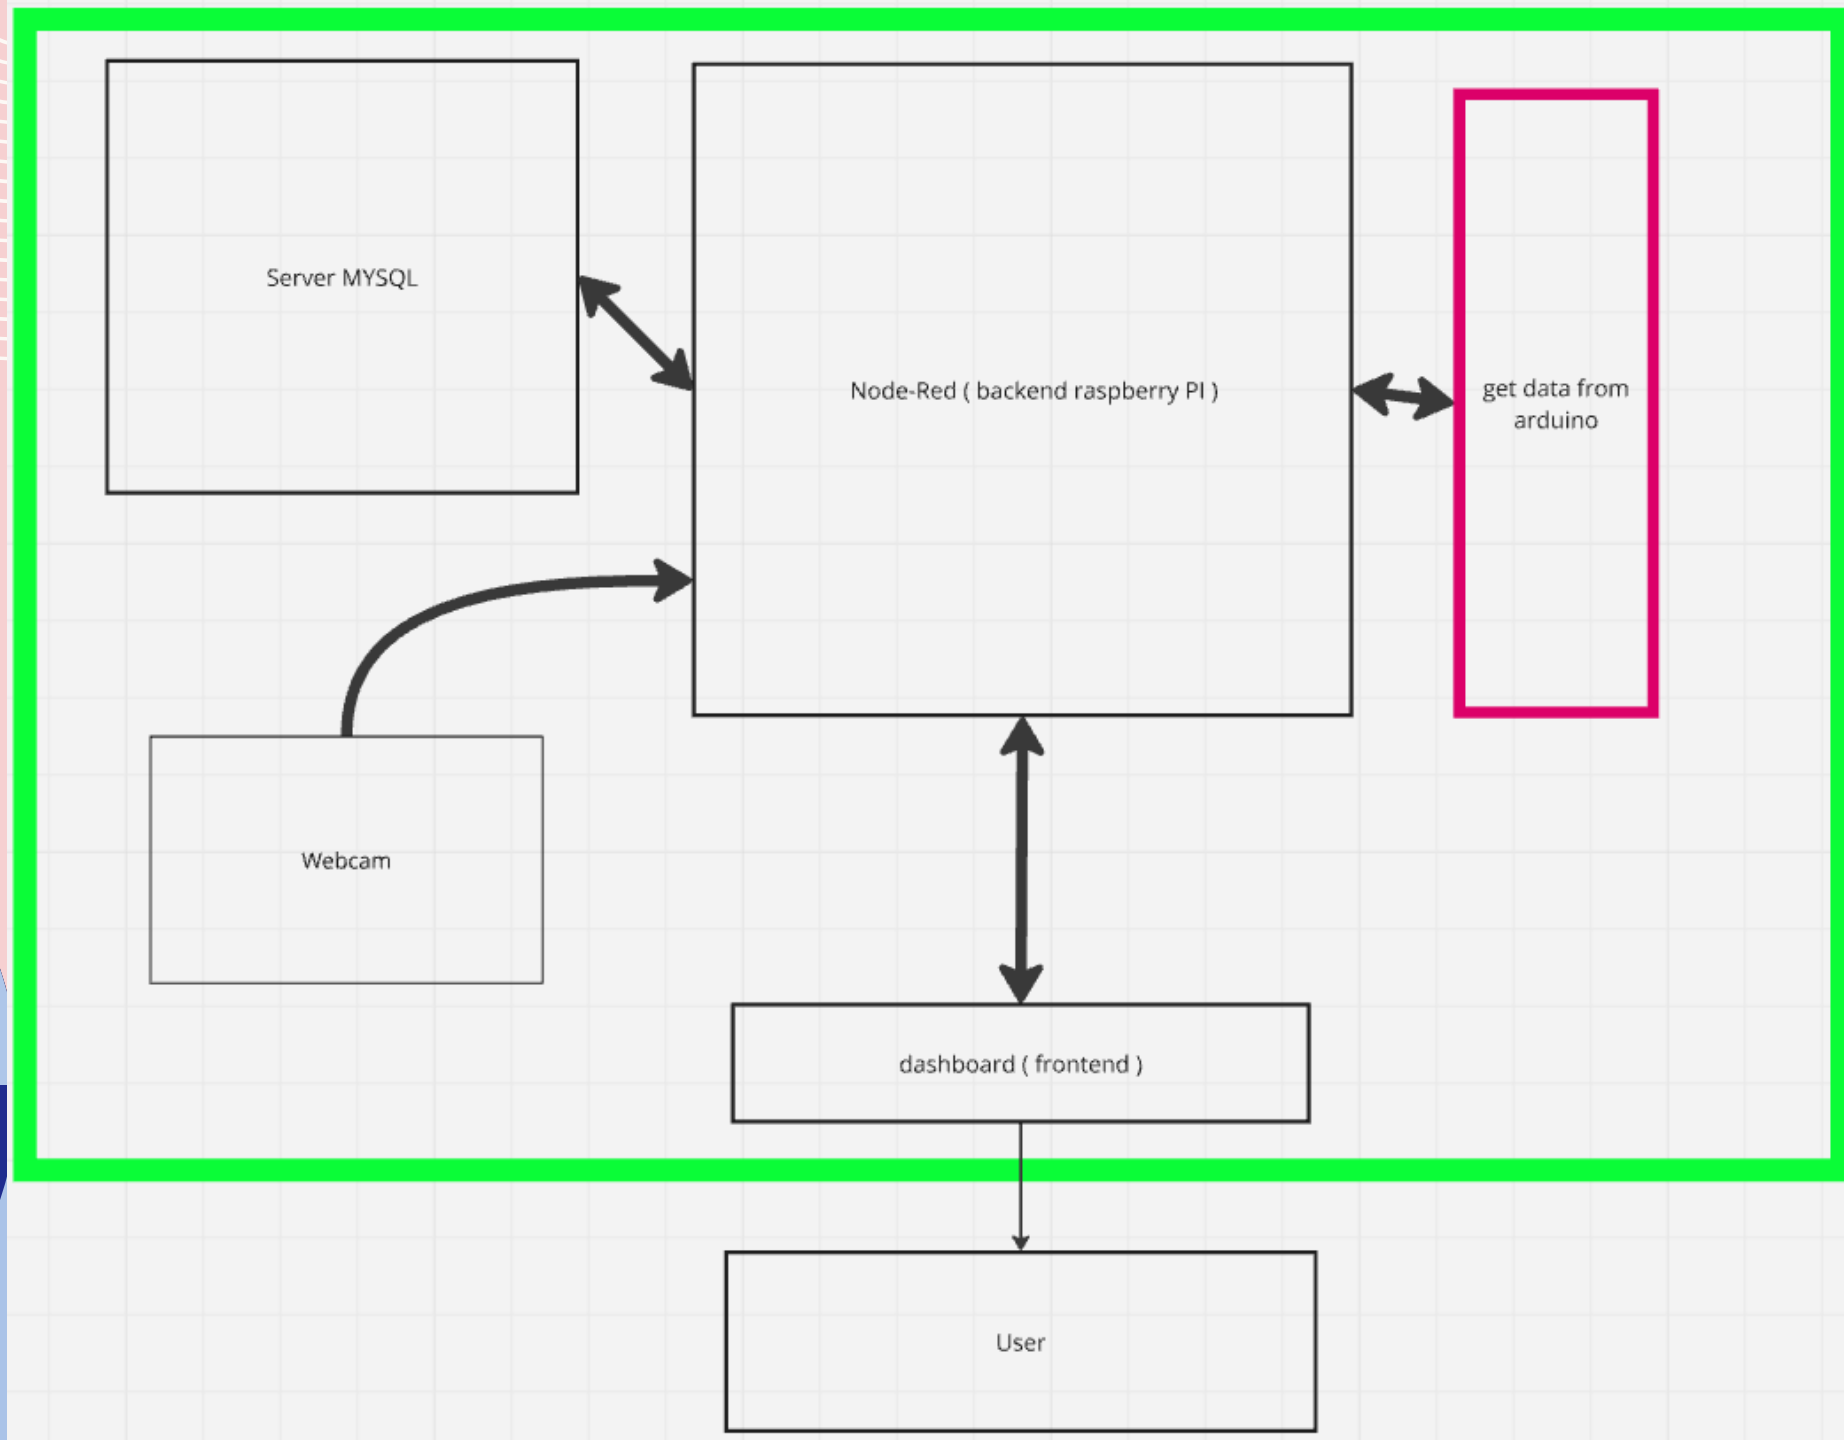 Server MYSQL
Node-Red ( backend raspberry PI )
get data from
arduino
Webcam
dashboard ( frontend )
User